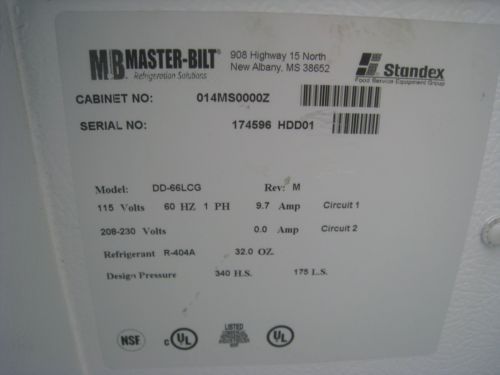 MB MASTER-BILT®
Refrigeration Solutions
908 Highway 15 North
New Albany, MS 38652
Standex
Food Service Equipment Group
CABINET NO: 014MS0000Z
SERIAL NO: 174596 HDD01
Model: DD-66LCG Rev: M
115 Volts 60 HZ 1 PH 9.7 Amp Circuit 1
208-230 Volts 0.0 Amp Circuit 2
Refrigerant R-404A 32.0 OZ.
Design Pressure 340 H.S. 175 L.S.
NSF
c UL
LISTED
UL